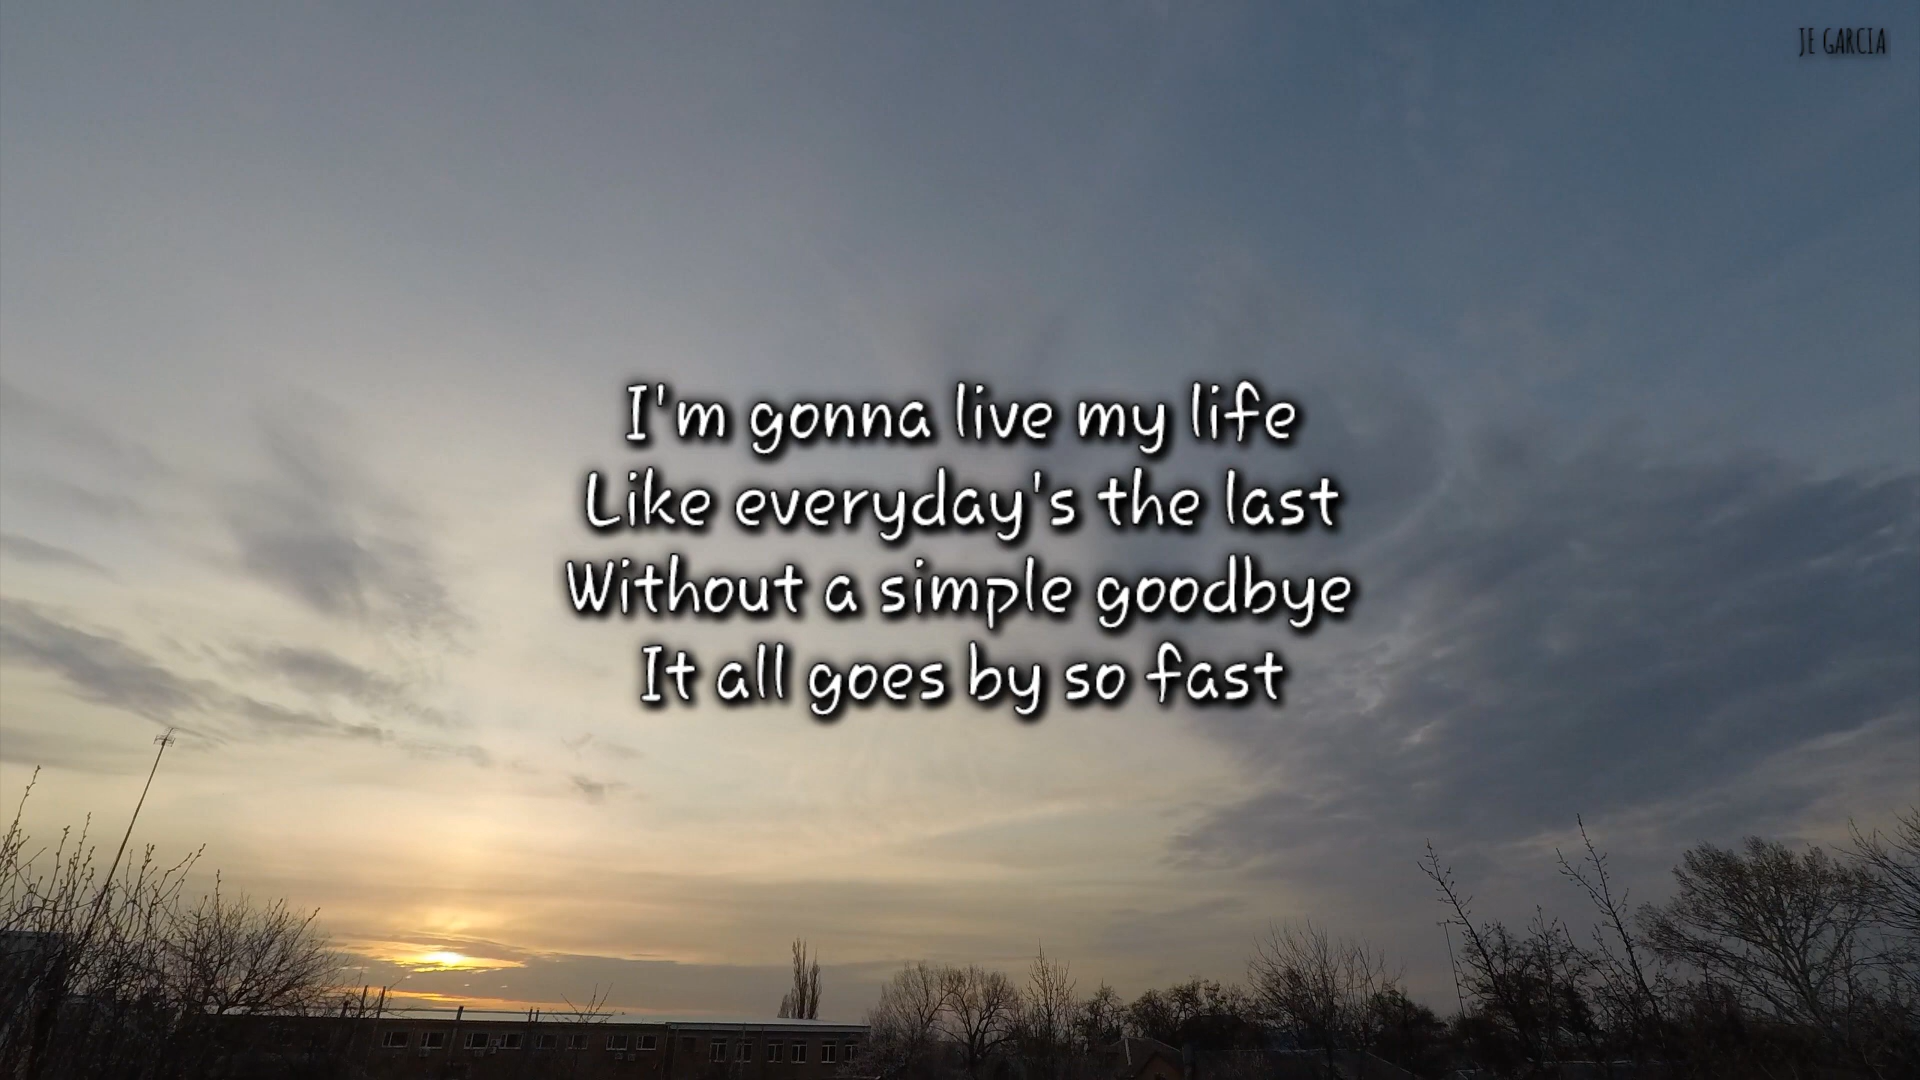 JE GARCIA
I'm gonna live my life
Like everyday's the last
Without a simple goodbye
It all goes by so fast